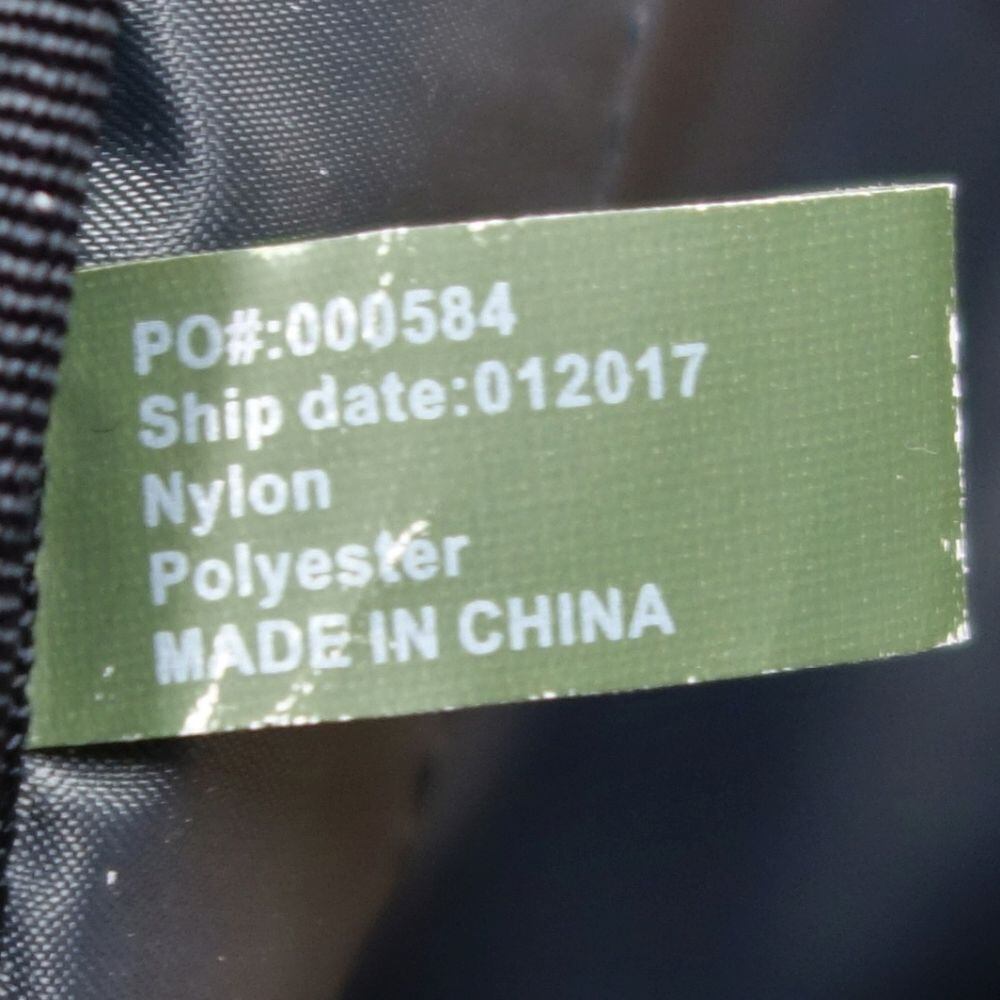 PO#:000584
Ship date:012017
Nylon
Polyester
MADE IN CHINA